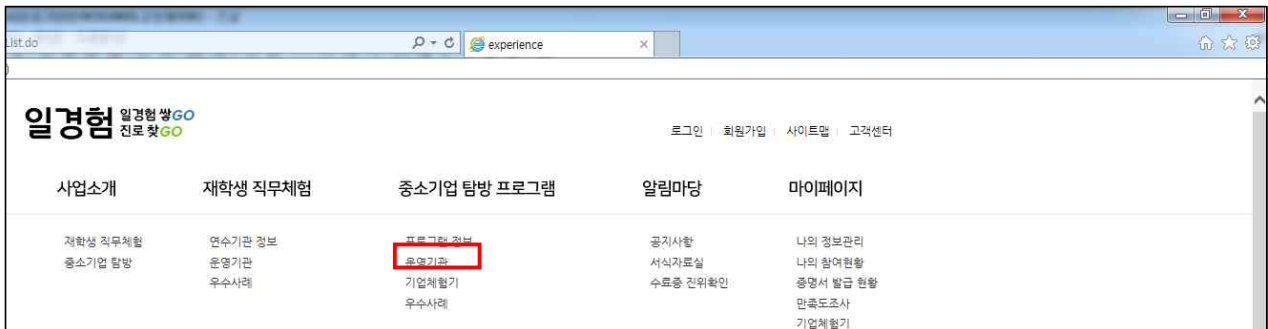 List.do
experience
일경험 일경험 쌓GO
진로 찾GO
로그인 회원가입 사이트맵 고객센터
사업소개 재학생 직무체험 중소기업 탐방 프로그램 알림마당 마이페이지
재학생 직무체험 연수기관 정보 프로그램 정보 공지사항 나의 정보관리
중소기업 탐방 운영기관 운영기관 서식자료실 나의 참여현황
우수사례 기업체험기 수료증 진위확인 증명서 발급 현황
우수사례 만족도조사
기업체험기